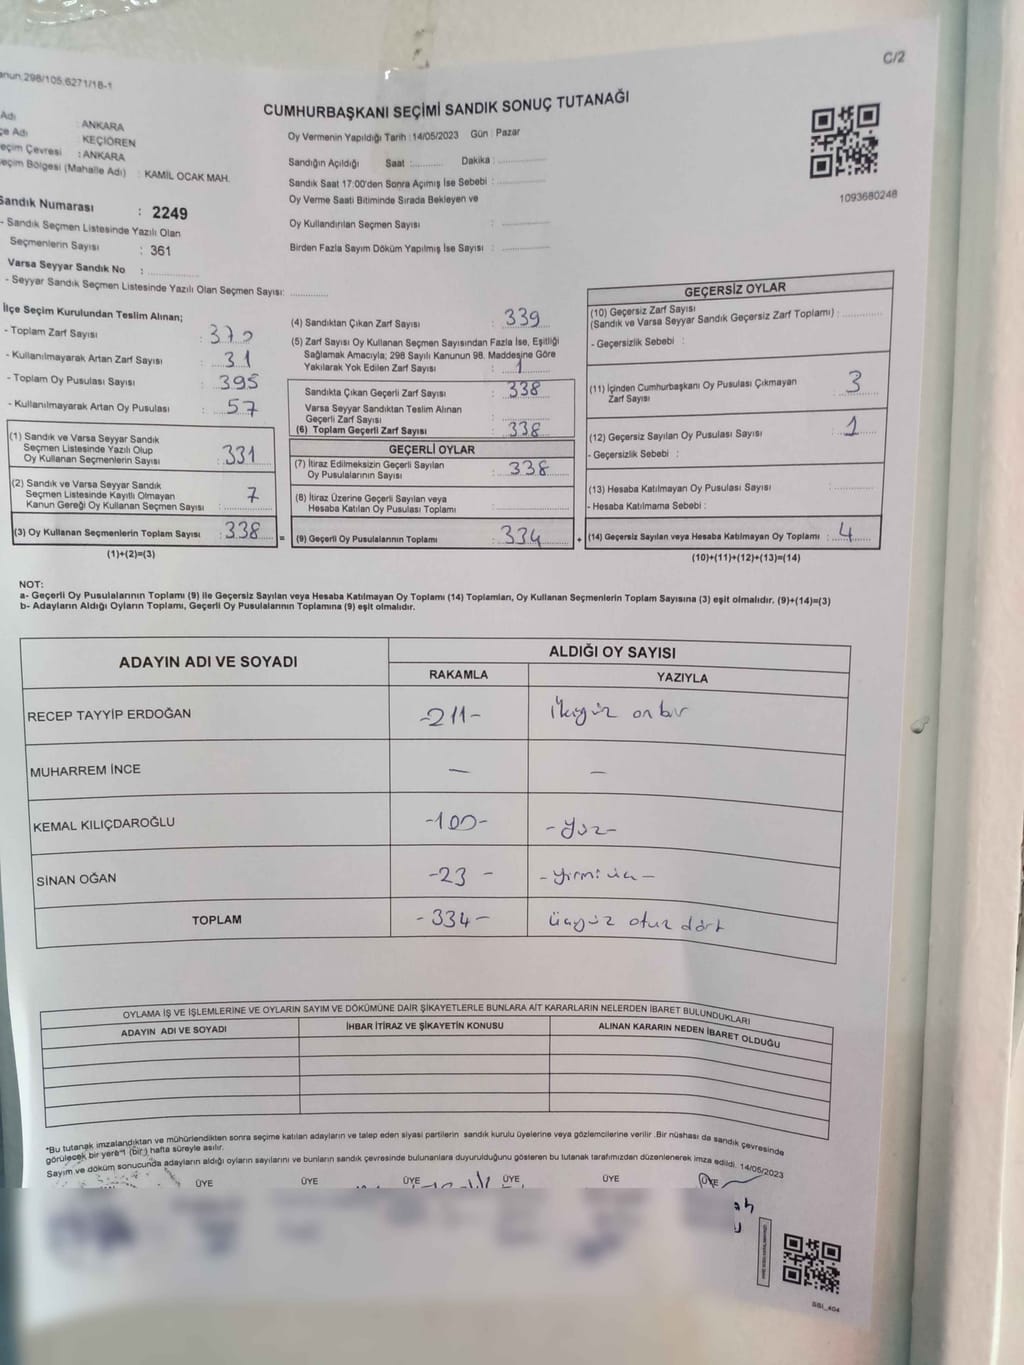 C/2
anun:298/105,6271/18-1
CUMHURBAŞKANI SEÇİMİ SANDIK SONUÇ TUTANAĞI
Adı : ANKARA
çe Adı : KEÇİÖREN
eçim Çevresi : ANKARA
eçim Bölgesi (Mahalle Adı) : KAMİL OCAK MAH.
Sandık Numarası : 2249
- Sandık Seçmen Listesinde Yazılı Olan
Seçmenlerin Sayısı : 361
Varsa Seyyar Sandık No : ............
- Seyyar Sandık Seçmen Listesinde Yazılı Olan Seçmen Sayısı: ............
Oy Vermenin Yapıldığı Tarih : 14/05/2023 Gün : Pazar
Sandığın Açıldığı Saat :.......... Dakika : ............
Sandık Saat 17:00'den Sonra Açımış İse Sebebi : ............
Oy Verme Saati Bitiminde Sırada Bekleyen ve
Oy Kullandırılan Seçmen Sayısı : ............
Birden Fazla Sayım Döküm Yapılmış İse Sayısı : ............
1093680248
İlçe Seçim Kurulundan Teslim Alınan;
- Toplam Zarf Sayısı : 370
- Kullanılmayarak Artan Zarf Sayısı : 31
- Toplam Oy Pusulası Sayısı : 395
- Kullanılmayarak Artan Oy Pusulası : 57
(1) Sandık ve Varsa Seyyar Sandık
Seçmen Listesinde Yazılı Olup
Oy Kullanan Seçmenlerin Sayısı : 331
(2) Sandık ve Varsa Seyyar Sandık
Seçmen Listesinde Kayıtlı Olmayan
Kanun Gereği Oy Kullanan Seçmen Sayısı : 7
(3) Oy Kullanan Seçmenlerin Toplam Sayısı : 338 =
(1)+(2)=(3)
(4) Sandıktan Çıkan Zarf Sayısı : 339
(5) Zarf Sayısı Oy Kullanan Seçmen Sayısından Fazla İse, Eşitliği
Sağlamak Amacıyla; 298 Sayılı Kanunun 98. Maddesine Göre
Yakılarak Yok Edilen Zarf Sayısı : 1
Sandıkta Çıkan Geçerli Zarf Sayısı : 338
Varsa Seyyar Sandıktan Teslim Alınan
Geçerli Zarf Sayısı : ............
(6) Toplam Geçerli Zarf Sayısı : 338
GEÇERLİ OYLAR
(7) İtiraz Edilmeksizin Geçerli Sayılan
Oy Pusulalarının Sayısı : 338
(8) İtiraz Üzerine Geçerli Sayılan veya
Hesaba Katılan Oy Pusulası Toplamı : ............
(9) Geçerli Oy Pusulalarının Toplamı : 334 +
GEÇERSİZ OYLAR
(10) Geçersiz Zarf Sayısı
(Sandık ve Varsa Seyyar Sandık Geçersiz Zarf Toplamı) : ............
- Geçersizlik Sebebi :
(11) İçinden Cumhurbaşkanı Oy Pusulası Çıkmayan
Zarf Sayısı : 3
(12) Geçersiz Sayılan Oy Pusulası Sayısı : 1
- Geçersizlik Sebebi :
(13) Hesaba Katılmayan Oy Pusulası Sayısı : ............
- Hesaba Katılmama Sebebi :
(14) Geçersiz Sayılan veya Hesaba Katılmayan Oy Toplamı : 4
(10)+(11)+(12)+(13)=(14)
NOT:
a- Geçerli Oy Pusulalarının Toplamı (9) ile Geçersiz Sayılan veya Hesaba Katılmayan Oy Toplamı (14) Toplamları, Oy Kullanan Seçmenlerin Toplam Sayısına (3) eşit olmalıdır. (9)+(14)=(3)
b- Adayların Aldığı Oyların Toplamı, Geçerli Oy Pusulalarının Toplamına (9) eşit olmalıdır.
ADAYIN ADI VE SOYADI
ALDIĞI OY SAYISI
RAKAMLA YAZIYLA
RECEP TAYYİP ERDOĞAN -211- İkiyüz onbir
MUHARREM İNCE — —
KEMAL KILIÇDAROĞLU -100- -yüz-
SİNAN OĞAN -23 - -yirmi üç-
TOPLAM -334- üçyüz otuz dört
OYLAMA İŞ VE İŞLEMLERİNE VE OYLARIN SAYIM VE DÖKÜMÜNE DAİR ŞİKAYETLERLE BUNLARA AİT KARARLARIN NELERDEN İBARET BULUNDUKLARI
ADAYIN ADI VE SOYADI İHBAR İTİRAZ VE ŞİKAYETİN KONUSU ALINAN KARARIN NEDEN İBARET OLDUĞU
*Bu tutanak imzalandıktan ve mühürlendikten sonra seçime katılan adayların ve talep eden siyasi partilerin sandık kurulu üyelerine veya gözlemcilerine verilir .Bir nüshası da sandık çevresinde
görülecek bir yere 1 (bir) hafta süreyle asılır.
Sayım ve döküm sonucunda adayların aldığı oyların sayılarını ve bunların sandık çevresinde bulunanlara duyurulduğunu gösteren bu tutanak tarafımızdan düzenlenerek imza edildi. 14/05/2023
ÜYE ÜYE ÜYE ÜYE ÜYE ÜYE